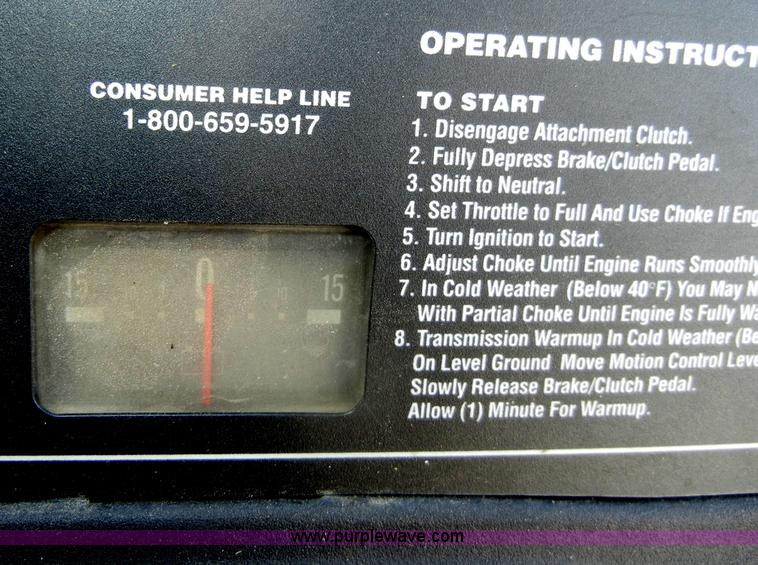 OPERATING INSTRUCT
CONSUMER HELP LINE
1-800-659-5917
TO START
1. Disengage Attachment Clutch.
2. Fully Depress Brake/Clutch Pedal.
3. Shift to Neutral.
4. Set Throttle to Full And Use Choke If Eng
5. Turn Ignition to Start.
6. Adjust Choke Until Engine Runs Smoothly
7. In Cold Weather (Below 40°F) You May N
With Partial Choke Until Engine Is Fully Wa
8. Transmission Warmup In Cold Weather (Be
On Level Ground Move Motion Control Leve
Slowly Release Brake/Clutch Pedal.
Allow (1) Minute For Warmup.
15 0 10 15
www.purplewave.com